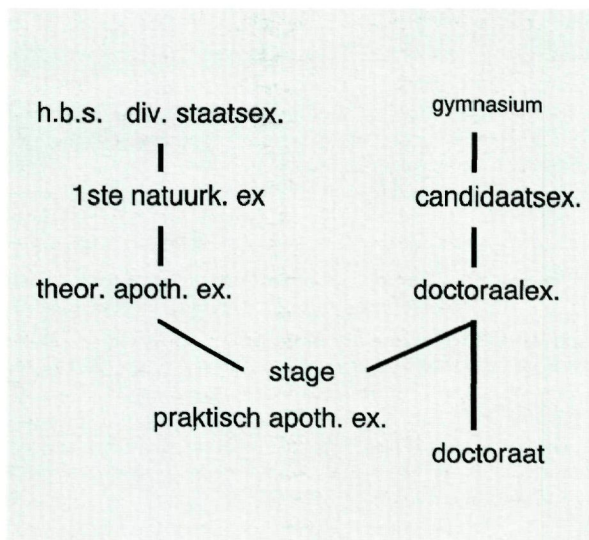 h.b.s. div. staatsex.
gymnasium
1ste natuurk. ex
candidaatsex.
theor. apoth. ex.
doctoraalex.
stage
praktisch apoth. ex.
doctoraat